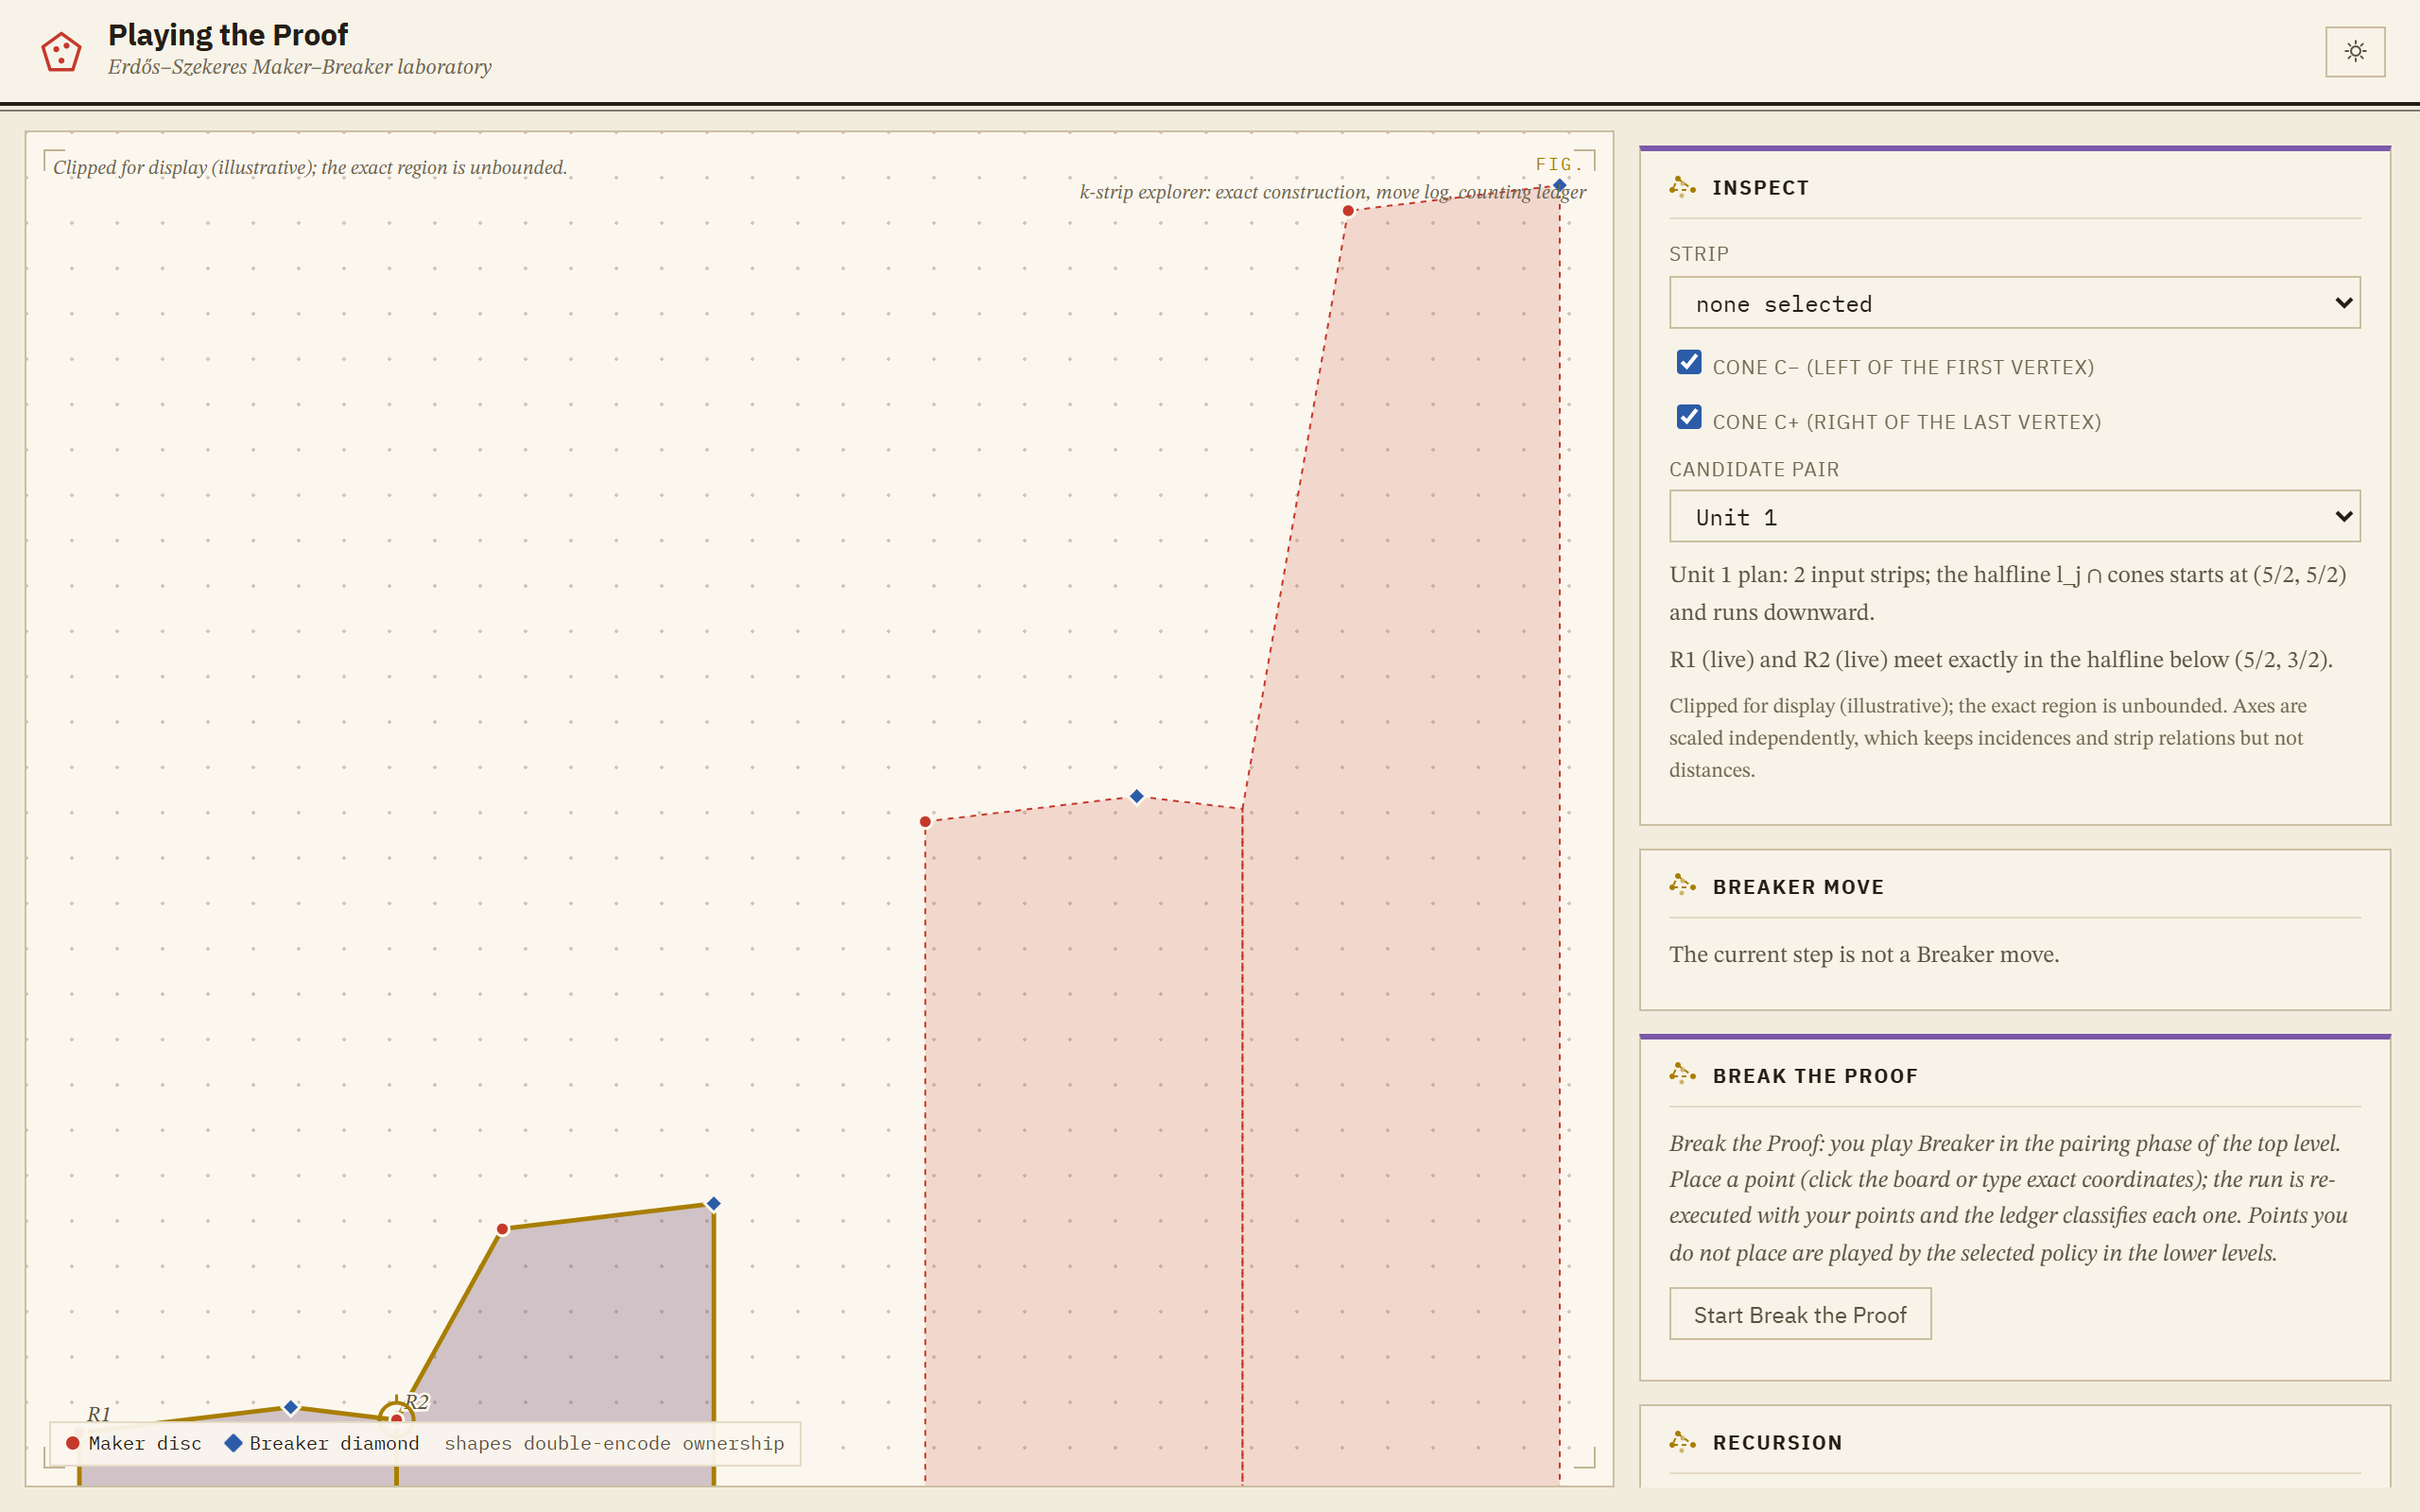 Playing the Proof
Erdős–Szekeres Maker–Breaker laboratory
Clipped for display (illustrative); the exact region is unbounded.
FIG.
k-strip explorer: exact construction, move log, counting ledger
R1
R2
Maker disc Breaker diamond shapes double-encode ownership
INSPECT
STRIP
none selected
CONE C− (LEFT OF THE FIRST VERTEX)
CONE C+ (RIGHT OF THE LAST VERTEX)
CANDIDATE PAIR
Unit 1
Unit 1 plan: 2 input strips; the halfline l_j ∩ cones starts at (5/2, 5/2)
and runs downward.
R1 (live) and R2 (live) meet exactly in the halfline below (5/2, 3/2).
Clipped for display (illustrative); the exact region is unbounded. Axes are
scaled independently, which keeps incidences and strip relations but not
distances.
BREAKER MOVE
The current step is not a Breaker move.
BREAK THE PROOF
Break the Proof: you play Breaker in the pairing phase of the top level.
Place a point (click the board or type exact coordinates); the run is re-
executed with your points and the ledger classifies each one. Points you
do not place are played by the selected policy in the lower levels.
Start Break the Proof
RECURSION